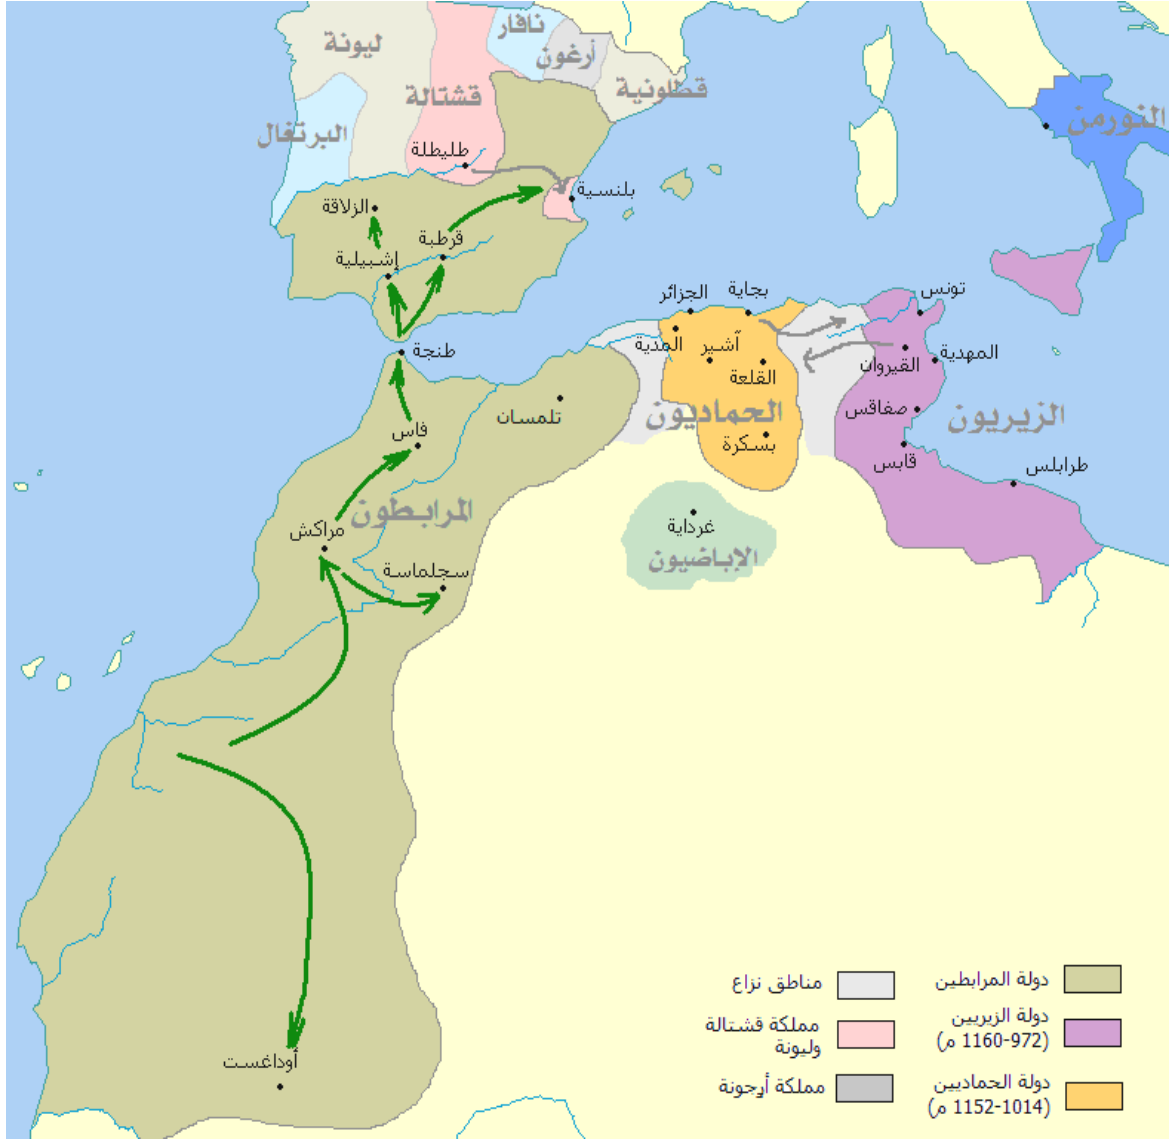 نافار
ليونة
أرغون
قشتالة
قطلونية
النورمن
البرتغال
طليطلة
بلنسية
الزلاقة
قرطبة
إشبيلية
تونس
الجزائر
بجاية
طنجة
المدية
آشير
القيروان
المهدية
القلعة
تلمسان
الحماديون
صفاقس
الزيريون
فاس
بسكرة
قابس
طرابلس
المرابطون
مراكش
غرداية
الإباضيون
سجلماسة
أوداغست
دولة المرابطين
مناطق نزاع
دولة الزيريين
(972-1160 م)
مملكة قشتالة
وليونة
دولة الحماديين
(1014-1152 م)
مملكة أرجونة